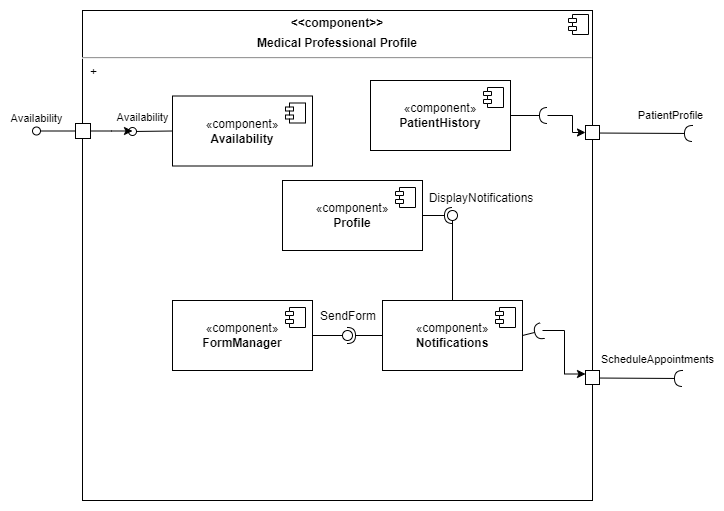 <<component>>
Medical Professional Profile
+
Availability
Availability
«component»
Availability
«component»
PatientHistory
PatientProfile
«component»
Profile
DisplayNotifications
«component»
FormManager
SendForm
«component»
Notifications
ScheduleAppointments